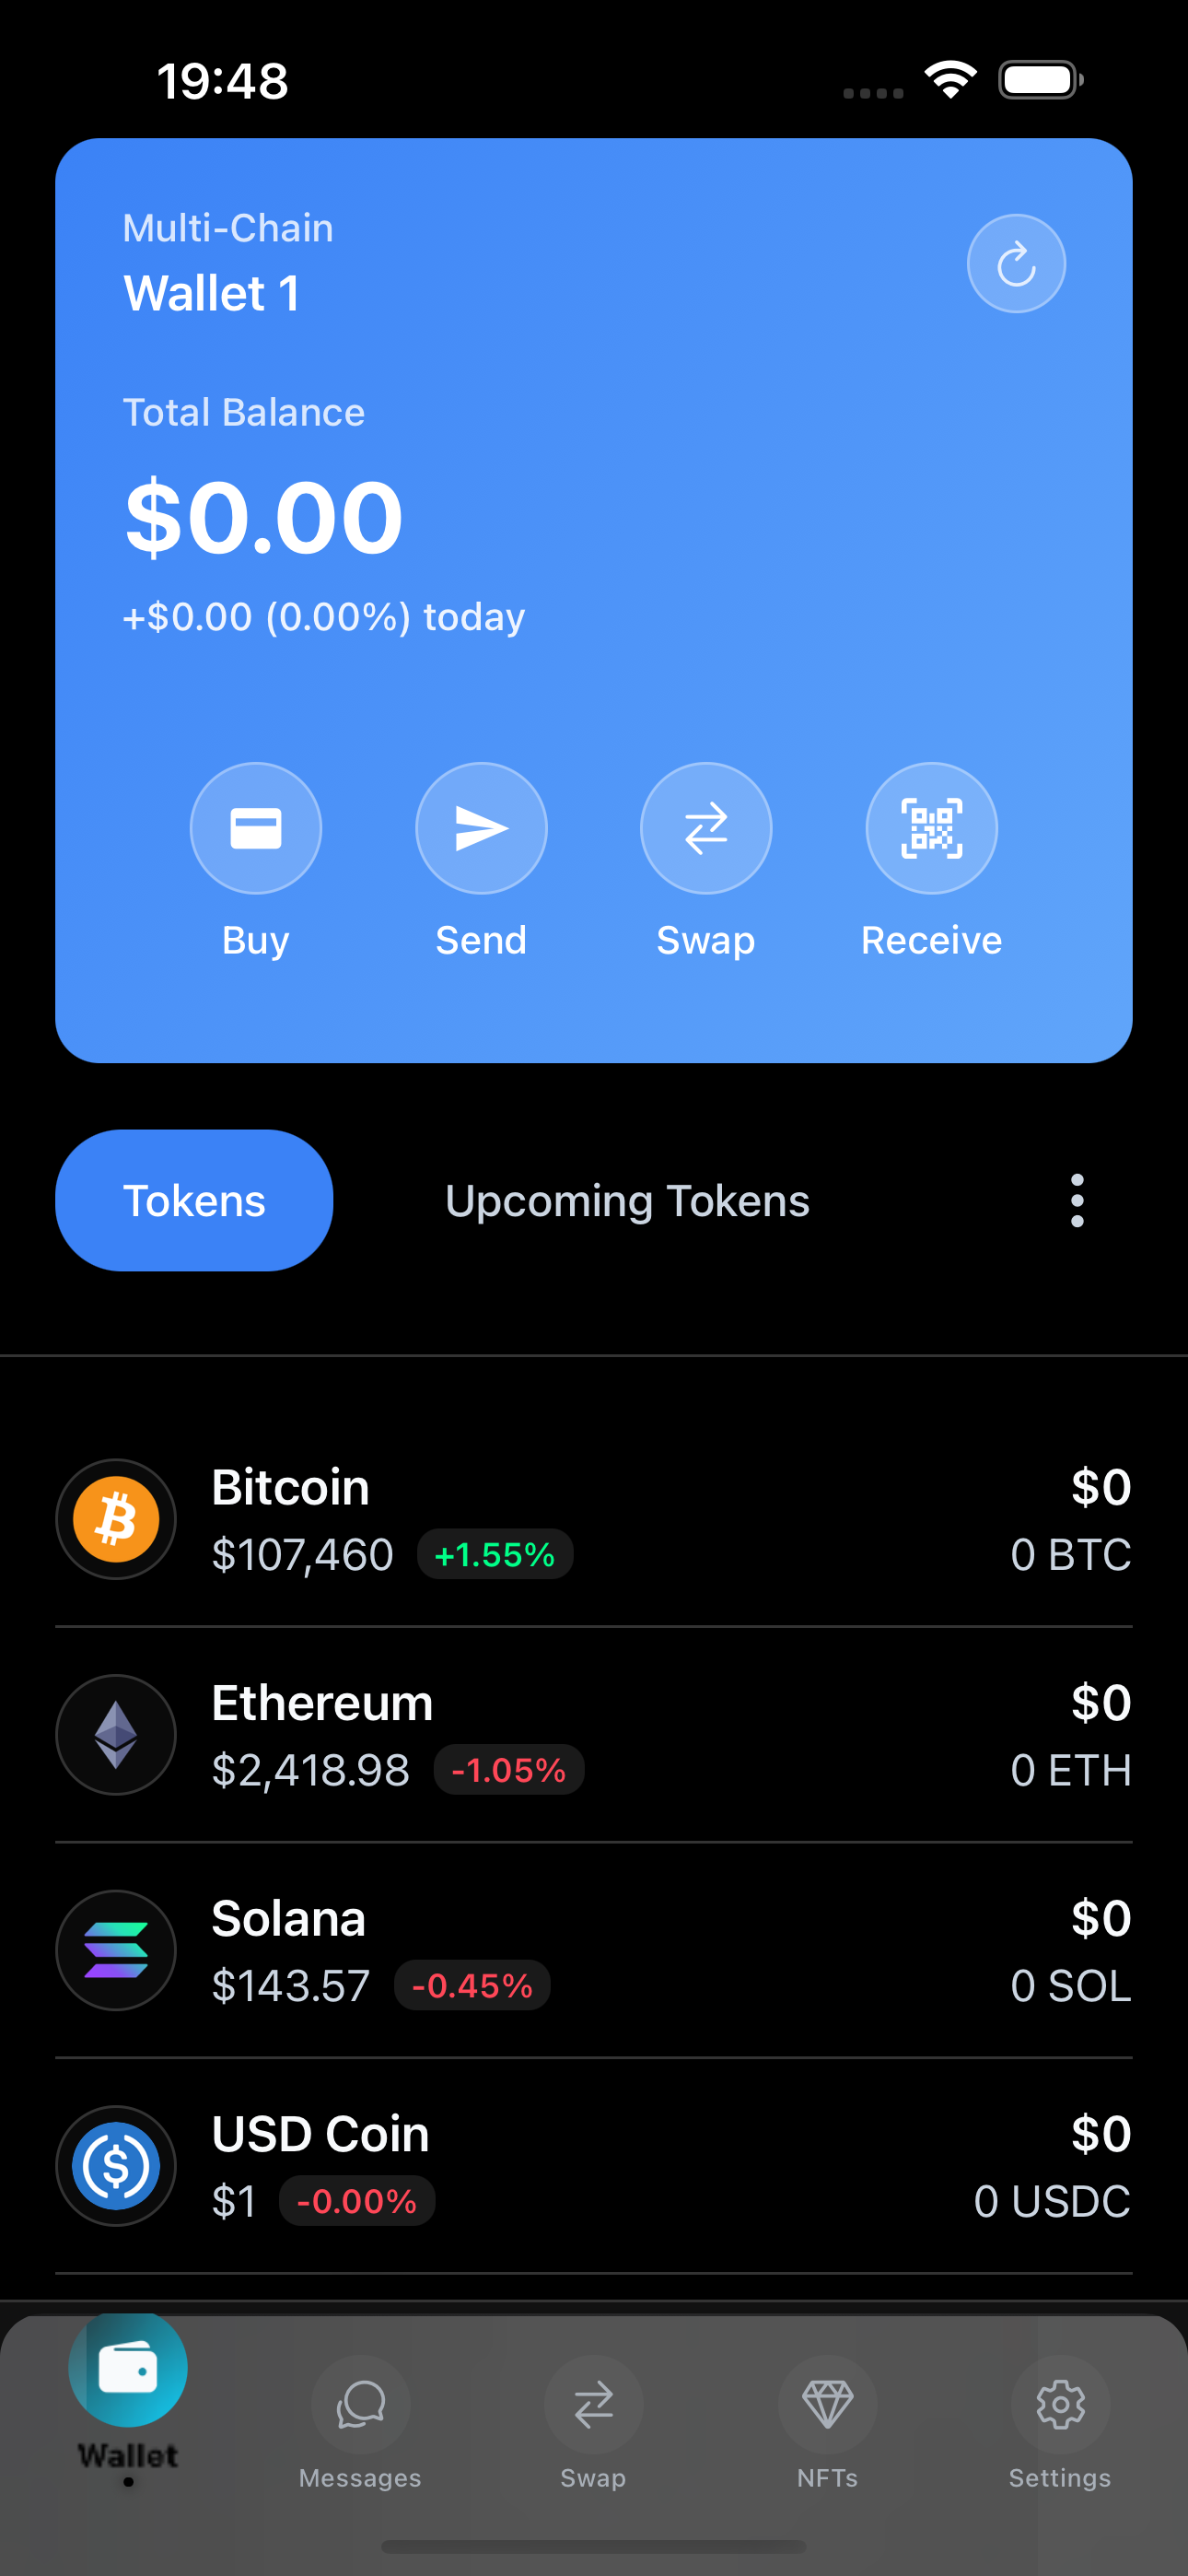 19:48
Multi-Chain
Wallet 1
Total Balance
$0.00
+$0.00 (0.00%) today
Buy Send Swap Receive
Tokens Upcoming Tokens
Bitcoin $0
$107,460 +1.55% 0 BTC
Ethereum $0
$2,418.98 -1.05% 0 ETH
Solana $0
$143.57 -0.45% 0 SOL
USD Coin $0
$1 -0.00% 0 USDC
Wallet Messages Swap NFTs Settings